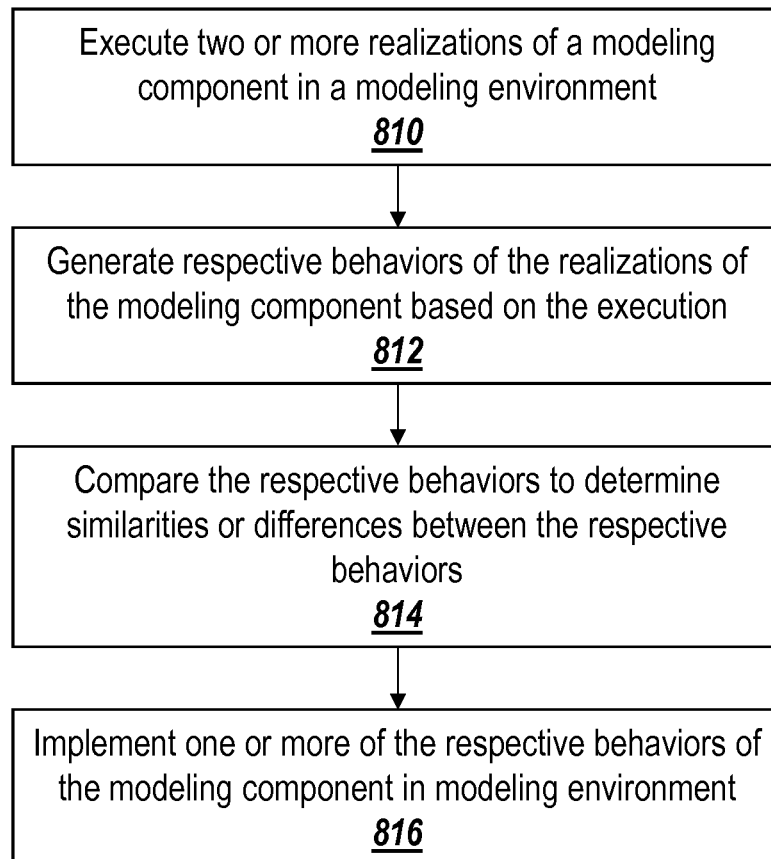 Execute two or more realizations of a modeling
component in a modeling environment
810
Generate respective behaviors of the realizations of
the modeling component based on the execution
812
Compare the respective behaviors to determine
similarities or differences between the respective
behaviors
814
Implement one or more of the respective behaviors of
the modeling component in modeling environment
816